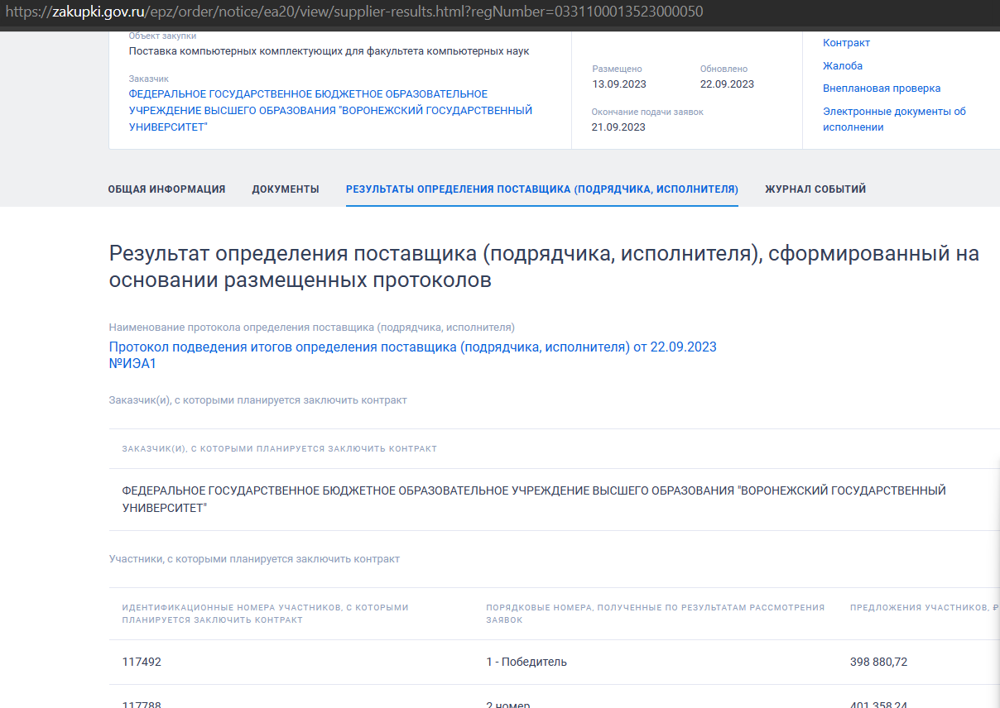 https://zakupki.gov.ru/epz/order/notice/ea20/view/supplier-results.html?regNumber=0331100013523000050
Объект закупки
Поставка компьютерных комплектующих для факультета компьютерных наук
Заказчик
ФЕДЕРАЛЬНОЕ ГОСУДАРСТВЕННОЕ БЮДЖЕТНОЕ ОБРАЗОВАТЕЛЬНОЕ
УЧРЕЖДЕНИЕ ВЫСШЕГО ОБРАЗОВАНИЯ "ВОРОНЕЖСКИЙ ГОСУДАРСТВЕННЫЙ
УНИВЕРСИТЕТ"
Размещено Обновлено
13.09.2023 22.09.2023
Окончание подачи заявок
21.09.2023
Контракт
Жалоба
Внеплановая проверка
Электронные документы об
исполнении
ОБЩАЯ ИНФОРМАЦИЯ ДОКУМЕНТЫ РЕЗУЛЬТАТЫ ОПРЕДЕЛЕНИЯ ПОСТАВЩИКА (ПОДРЯДЧИКА, ИСПОЛНИТЕЛЯ) ЖУРНАЛ СОБЫТИЙ
Результат определения поставщика (подрядчика, исполнителя), сформированный на
основании размещенных протоколов
Наименование протокола определения поставщика (подрядчика, исполнителя)
Протокол подведения итогов определения поставщика (подрядчика, исполнителя) от 22.09.2023
№ИЭА1
Заказчик(и), с которыми планируется заключить контракт
ЗАКАЗЧИК(И), С КОТОРЫМИ ПЛАНИРУЕТСЯ ЗАКЛЮЧИТЬ КОНТРАКТ
ФЕДЕРАЛЬНОЕ ГОСУДАРСТВЕННОЕ БЮДЖЕТНОЕ ОБРАЗОВАТЕЛЬНОЕ УЧРЕЖДЕНИЕ ВЫСШЕГО ОБРАЗОВАНИЯ "ВОРОНЕЖСКИЙ ГОСУДАРСТВЕННЫЙ
УНИВЕРСИТЕТ"
Участники, с которыми планируется заключить контракт
ИДЕНТИФИКАЦИОННЫЕ НОМЕРА УЧАСТНИКОВ, С КОТОРЫМИ ПОРЯДКОВЫЕ НОМЕРА, ПОЛУЧЕННЫЕ ПО РЕЗУЛЬТАТАМ РАССМОТРЕНИЯ ПРЕДЛОЖЕНИЯ УЧАСТНИКОВ, ₽
ПЛАНИРУЕТСЯ ЗАКЛЮЧИТЬ КОНТРАКТ ЗАЯВОК
117492 1 - Победитель 398 880,72
117788 2 номер 401 358,24